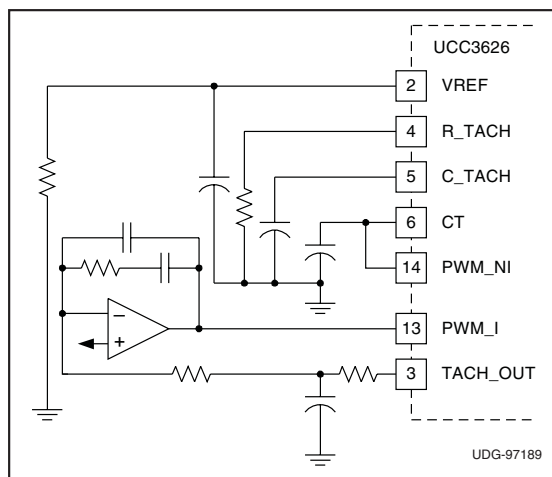 UCC3626
2 VREF
4 R_TACH
5 C_TACH
6 CT
14 PWM_NI
13 PWM_I
3 TACH_OUT
−
+
UDG-97189